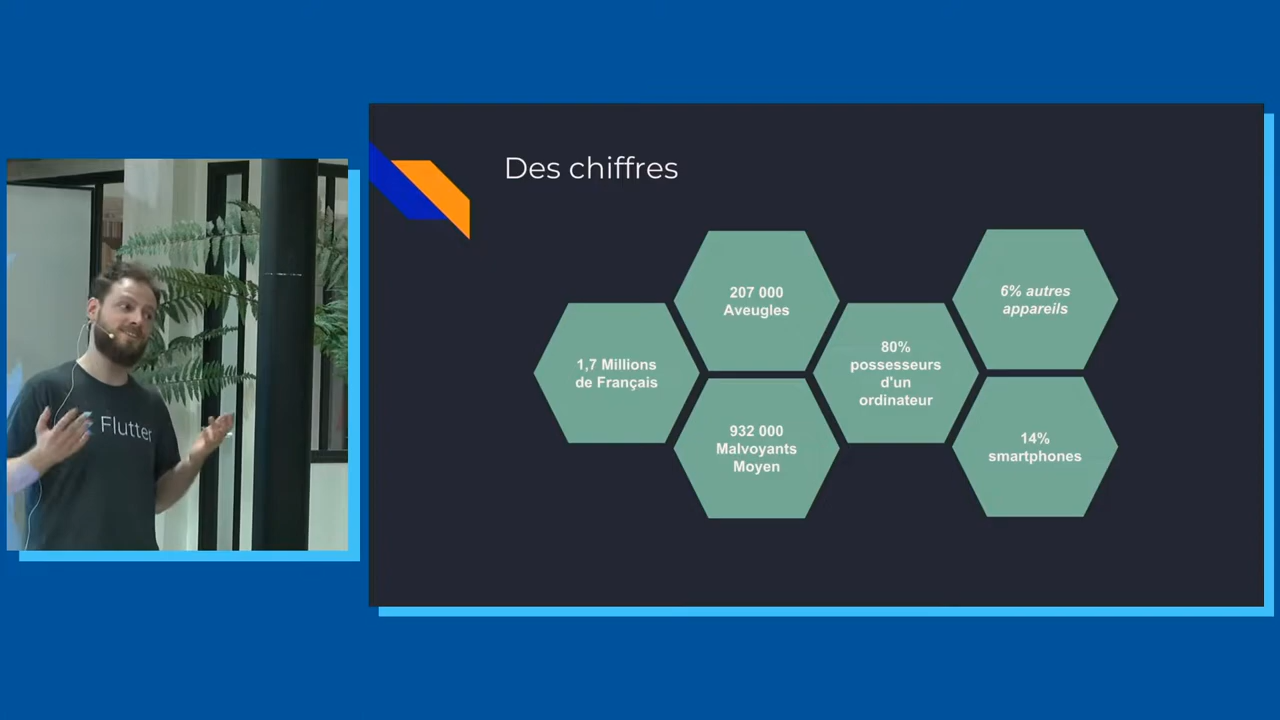 Des chiffres
1,7 Millions
de Français
207 000
Aveugles
932 000
Malvoyants
Moyen
80%
possesseurs
d'un
ordinateur
6% autres
appareils
14%
smartphones
Flutter